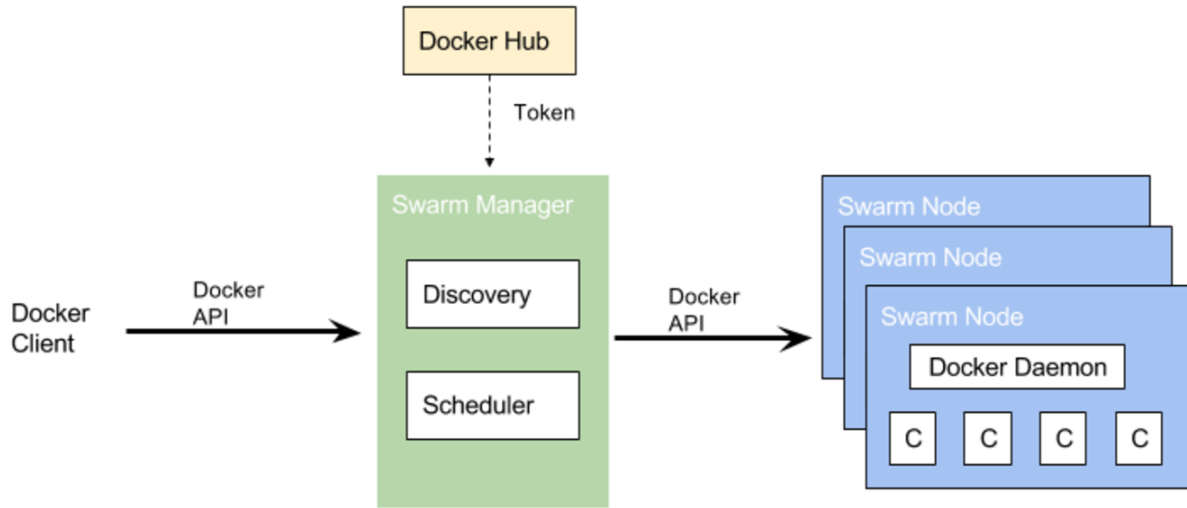 Docker Hub
Token
Swarm Manager
Discovery
Scheduler
Docker
Client
Docker
API
Docker
API
Swarm Node
Swarm Node
Swarm Node
Docker Daemon
C C C C